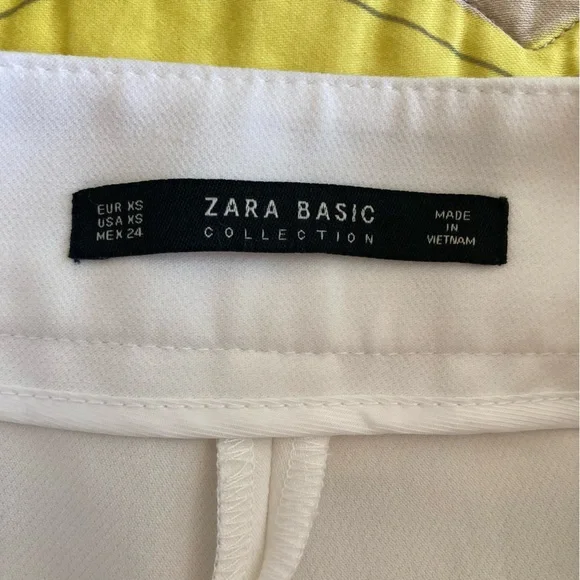 EUR XS
USA XS
MEX 24
ZARA BASIC
COLLECTION
MADE
IN
VIETNAM